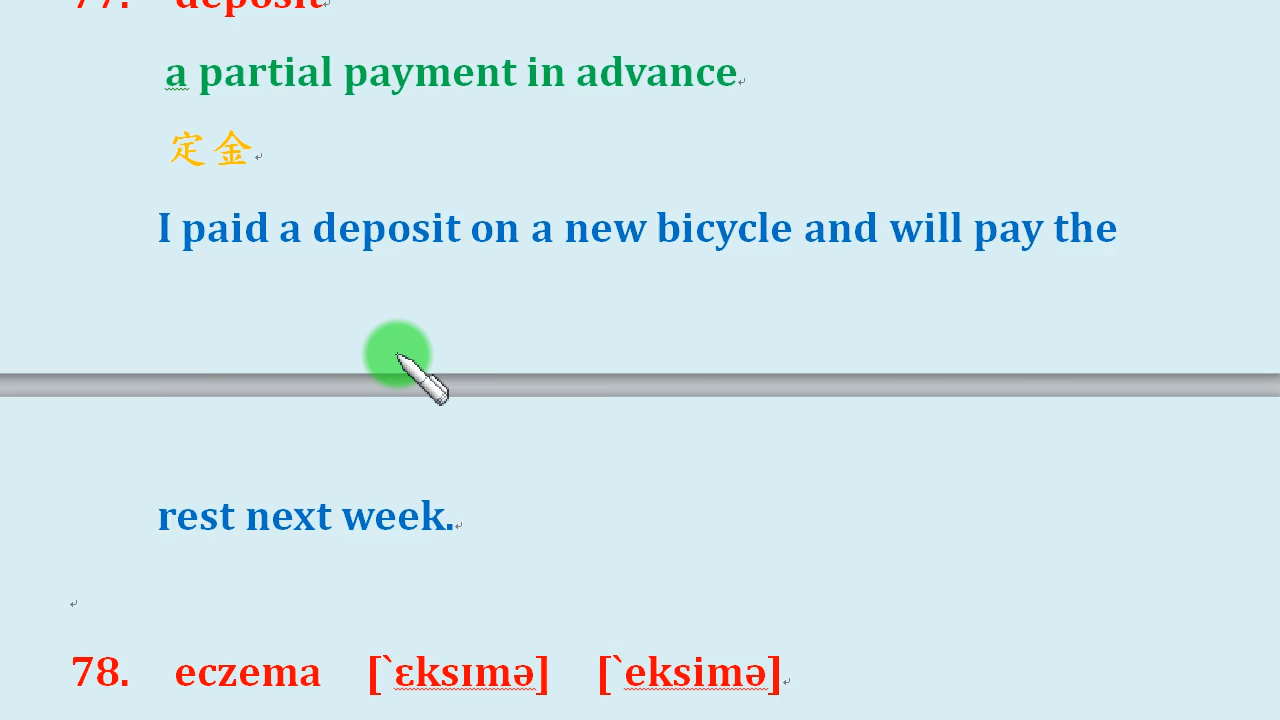 77. deposit
a partial payment in advance
定金
I paid a deposit on a new bicycle and will pay the
rest next week.
78. eczema [`ɛksɪmə] [`eksimə]